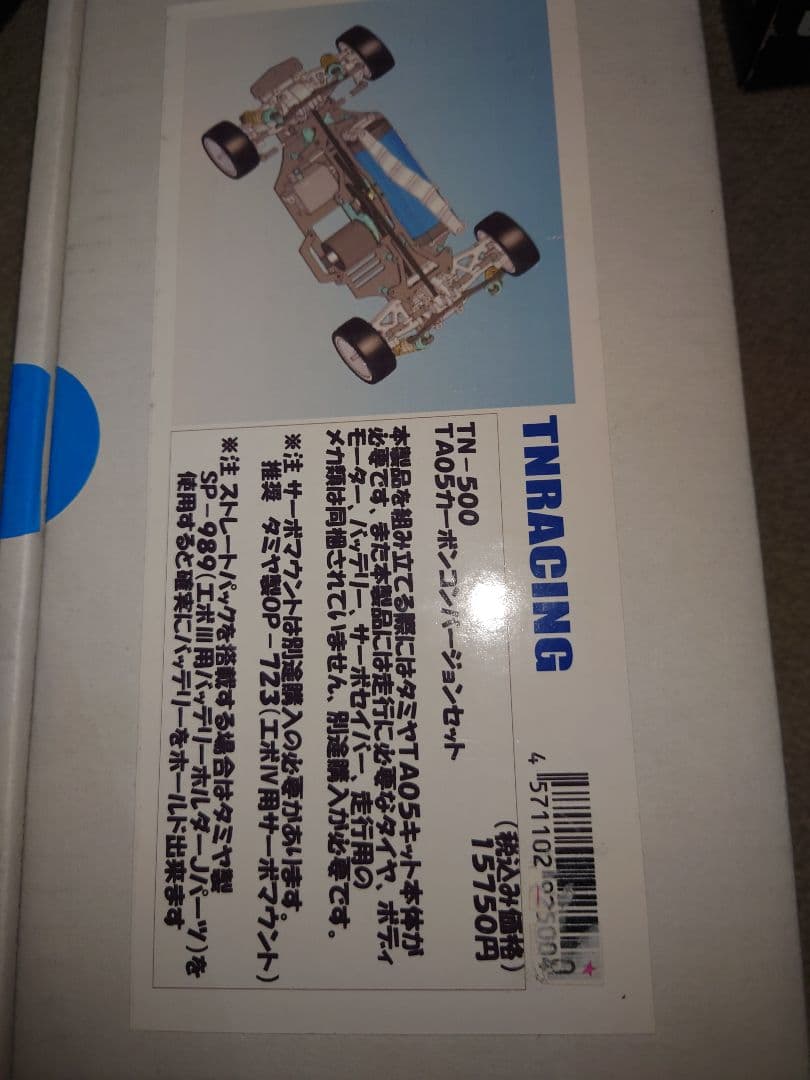 TNRACING
TN-500
TA05カーボンコンバージョンセット
(税込み価格)
15750円
本製品を組み立てる際にはタミヤTA05キット本体が
必要です、また本製品には走行に必要なタイヤ、ボディ
モーター、バッテリー、サーボセイバー、走行用の
メカ類は同梱されていません、別途購入が必要です。
※注 サーボマウントは別途購入の必要があります。
推奨 タミヤ製OP-723(エボⅣ用サーボマウント)
※注 ストレートパックを搭載する場合はタミヤ製
SP-989(エボⅢ用バッテリーホルダーJパーツ)を
使用すると確実にバッテリーをホールド出来ます
4 571102